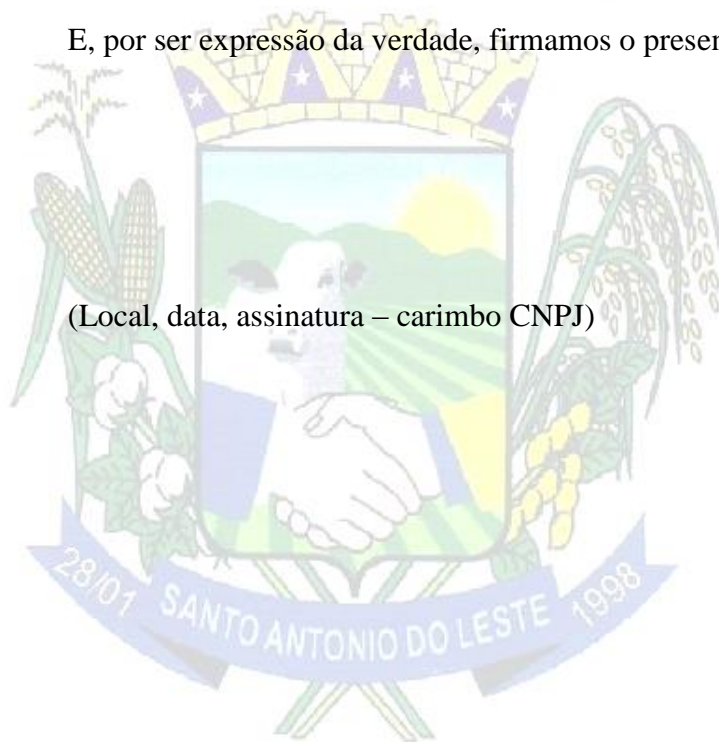 E, por ser expressão da verdade, firmamos o presen
(Local, data, assinatura – carimbo CNPJ)
28/01 SANTO ANTONIO DO LESTE 1998